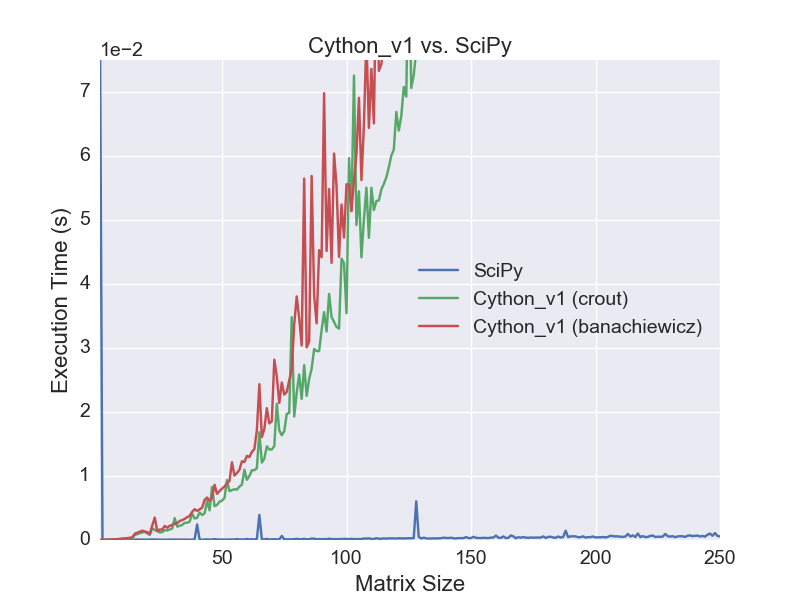 Cython_v1 vs. SciPy
1e−2
7
6
5
4
3
2
1
0
Execution Time (s)
SciPy
Cython_v1 (crout)
Cython_v1 (banachiewicz)
50 100 150 200 250
Matrix Size